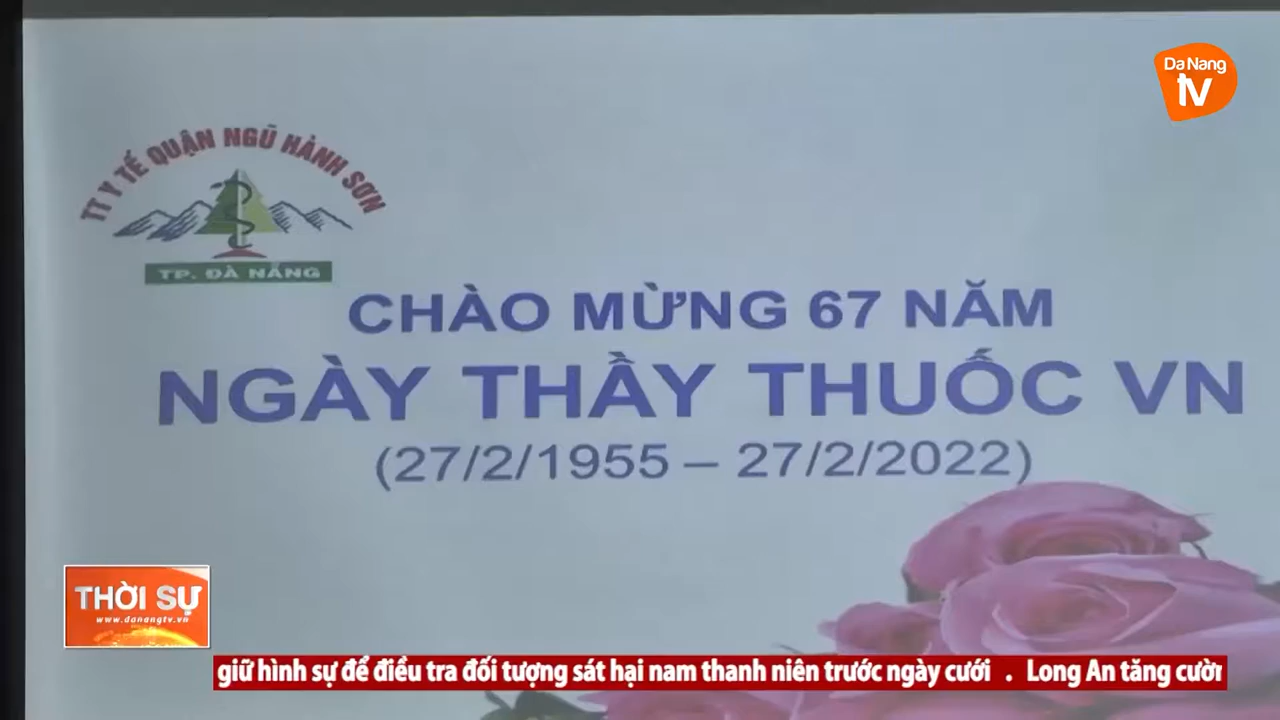 Da Nang
tv
TT Y TẾ QUẬN NGŨ HÀNH SƠN
TP. ĐÀ NẴNG
CHÀO MỪNG 67 NĂM
NGÀY THẦY THUỐC VN
(27/2/1955 – 27/2/2022)
THỜI SỰ
www.danangtv.vn
giữ hình sự để điều tra đối tượng sát hại nam thanh niên trước ngày cưới . Long An tăng cườn